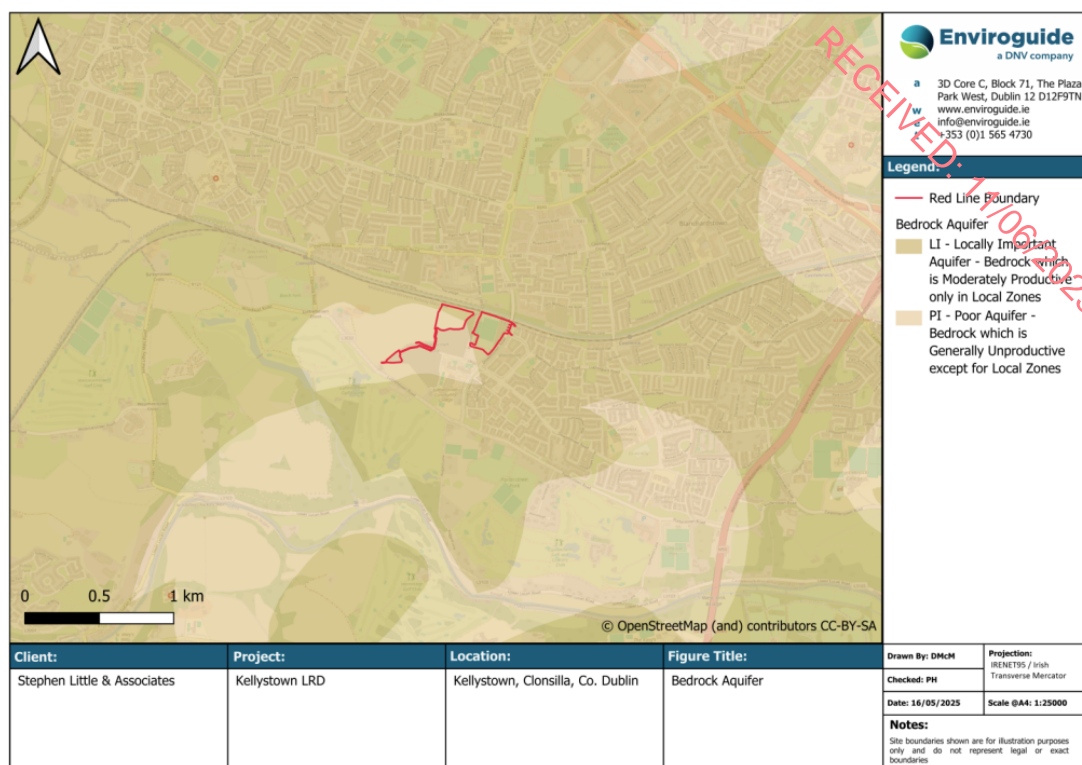 Enviroguide
a DNV company
a 3D Core C, Block 71, The Plaza,
Park West, Dublin 12 D12F9TN
w www.enviroguide.ie
e info@enviroguide.ie
+353 (0)1 565 4730
RECEIVED: 11/06/2025
Legend:
Red Line Boundary
Bedrock Aquifer
LI - Locally Important
Aquifer - Bedrock which
is Moderately Productive
only in Local Zones
PI - Poor Aquifer -
Bedrock which is
Generally Unproductive
except for Local Zones
0 0.5 1 km
© OpenStreetMap (and) contributors CC-BY-SA
Client:
Stephen Little & Associates
Project:
Kellystown LRD
Location:
Kellystown, Clonsilla, Co. Dublin
Figure Title:
Bedrock Aquifer
Drawn By: DMcM
Projection:
IRENET95 / Irish
Transverse Mercator
Checked: PH
Date: 16/05/2025
Scale @A4: 1:25000
Notes:
Site boundaries shown are for illustration purposes
only and do not represent legal or exact
boundaries